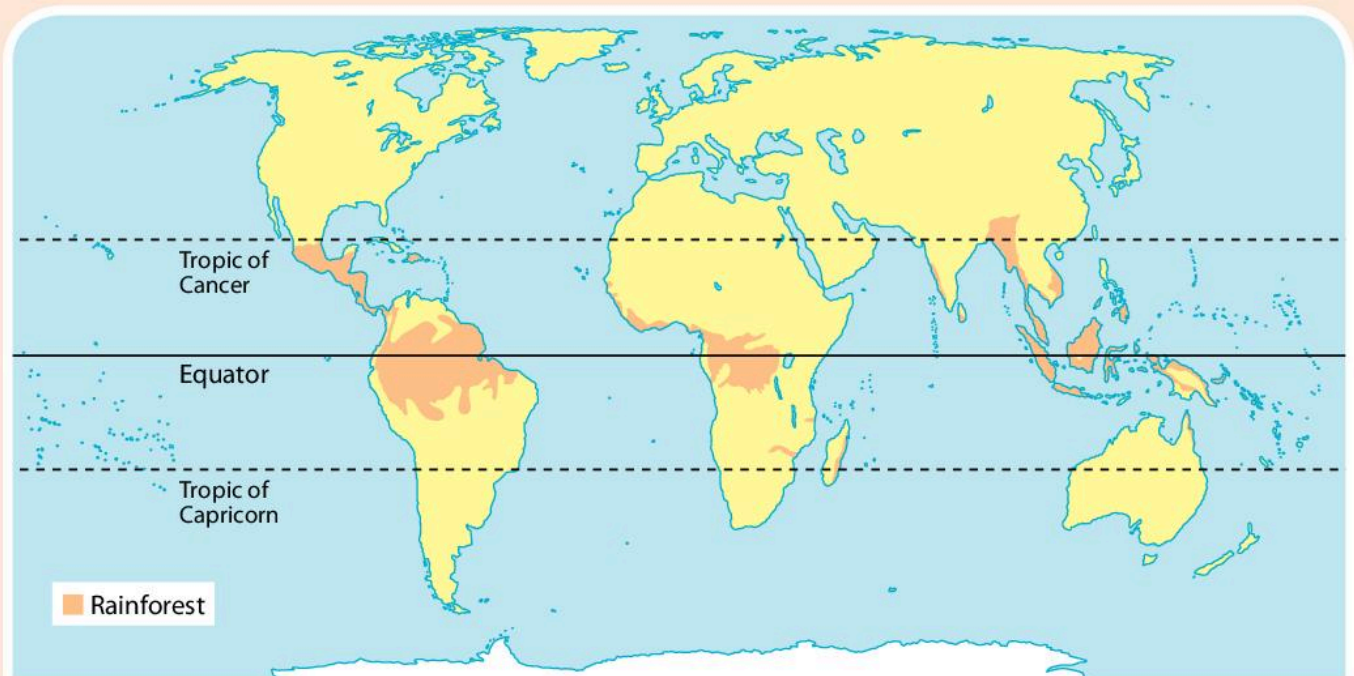 Tropic of
Cancer
Equator
Tropic of
Capricorn
Rainforest